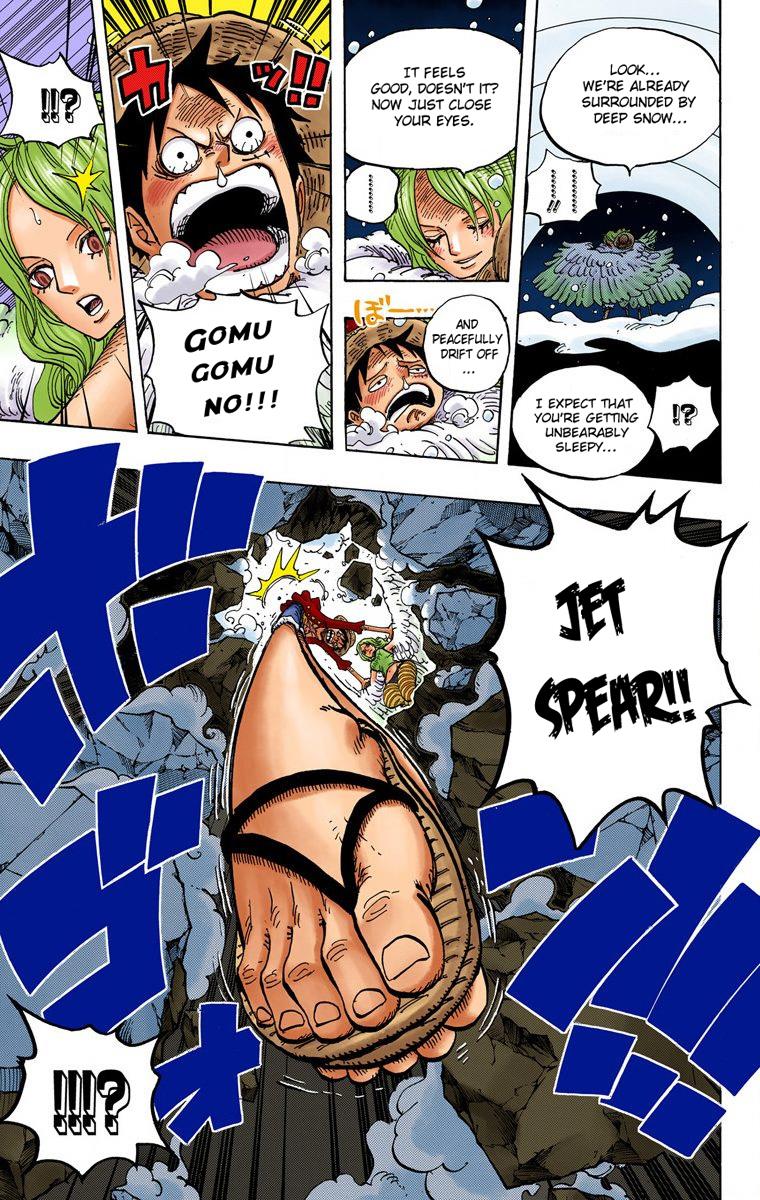 LOOK...
WE'RE ALREADY
SURROUNDED BY
DEEP SNOW...
!?
I EXPECT THAT
YOU'RE GETTING
UNBEARABLY
SLEEPY...
IT FEELS
GOOD, DOESN'T IT?
NOW JUST CLOSE
YOUR EYES.
ぼー……
AND
PEACEFULLY
DRIFT OFF
...
カッ!!
GOMU
GOMU
NO!!!
!!?
JET
SPEAR!!
!!!?